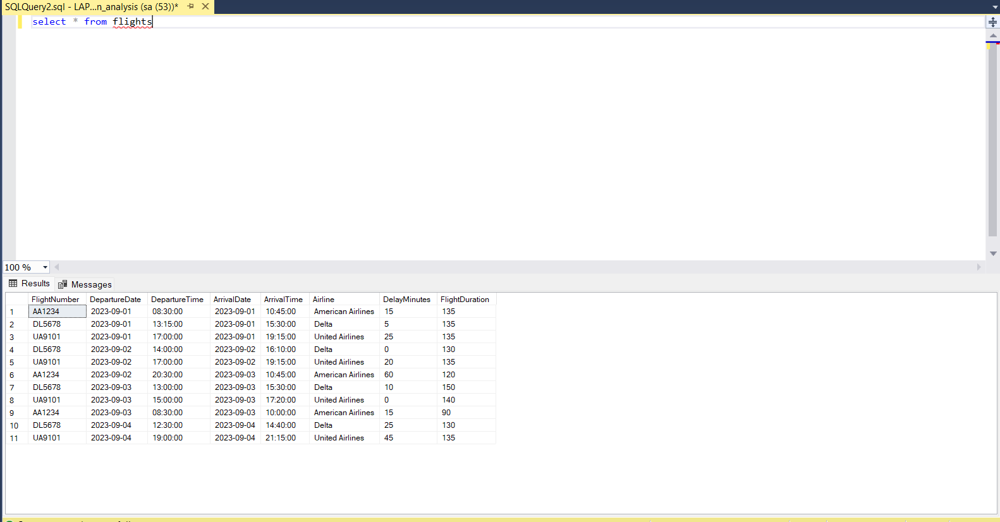 SQLQuery2.sql - LAP...n_analysis (sa (53))*
select * from flights
100 %
Results Messages
FlightNumber DepartureDate DepartureTime ArrivalDate ArrivalTime Airline DelayMinutes FlightDuration
1 AA1234 2023-09-01 08:30:00 2023-09-01 10:45:00 American Airlines 15 135
2 DL5678 2023-09-01 13:15:00 2023-09-01 15:30:00 Delta 5 135
3 UA9101 2023-09-01 17:00:00 2023-09-01 19:15:00 United Airlines 25 135
4 DL5678 2023-09-02 14:00:00 2023-09-02 16:10:00 Delta 0 130
5 UA9101 2023-09-02 17:00:00 2023-09-02 19:15:00 United Airlines 20 135
6 AA1234 2023-09-02 20:30:00 2023-09-03 10:45:00 American Airlines 60 120
7 DL5678 2023-09-03 13:00:00 2023-09-03 15:30:00 Delta 10 150
8 UA9101 2023-09-03 15:00:00 2023-09-03 17:20:00 United Airlines 0 140
9 AA1234 2023-09-03 08:30:00 2023-09-03 10:00:00 American Airlines 15 90
10 DL5678 2023-09-04 12:30:00 2023-09-04 14:40:00 Delta 25 130
11 UA9101 2023-09-04 19:00:00 2023-09-04 21:15:00 United Airlines 45 135